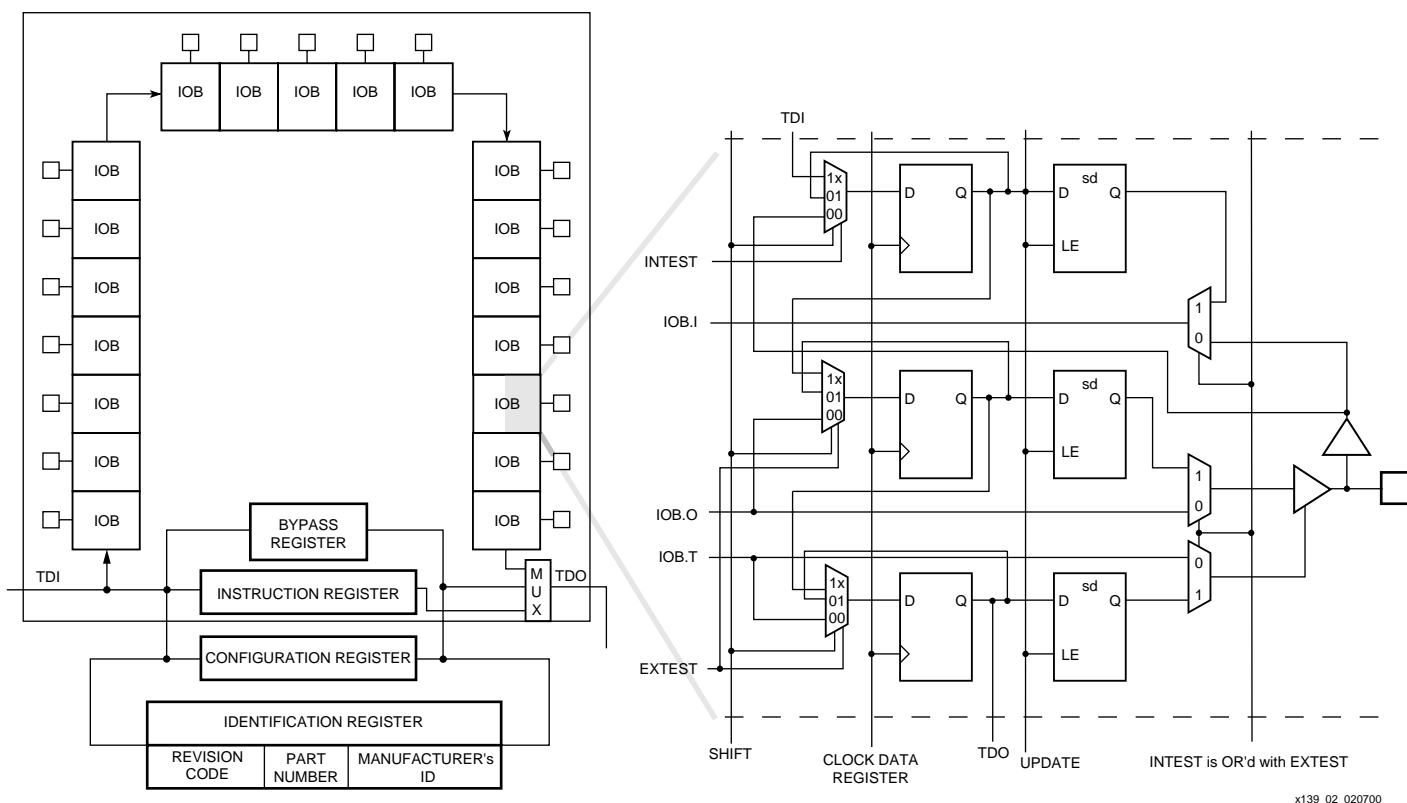 IOB IOB IOB IOB IOB
IOB
IOB
IOB
IOB
IOB
IOB
IOB
IOB
IOB
IOB
IOB
IOB
IOB
IOB
BYPASS
REGISTER
TDI
INSTRUCTION REGISTER
M
U
X
TDO
CONFIGURATION REGISTER
IDENTIFICATION REGISTER
REVISION
CODE
PART
NUMBER
MANUFACTURER's
ID
TDI
1x
01
00
D Q
sd
D Q
LE
INTEST
IOB.I
1
0
1x
01
00
D Q
sd
D Q
LE
1
0
IOB.O
IOB.T
0
1
1x
01
00
D Q
sd
D Q
LE
EXTEST
SHIFT
CLOCK DATA
REGISTER
TDO
UPDATE
INTEST is OR'd with EXTEST
x139_02_020700